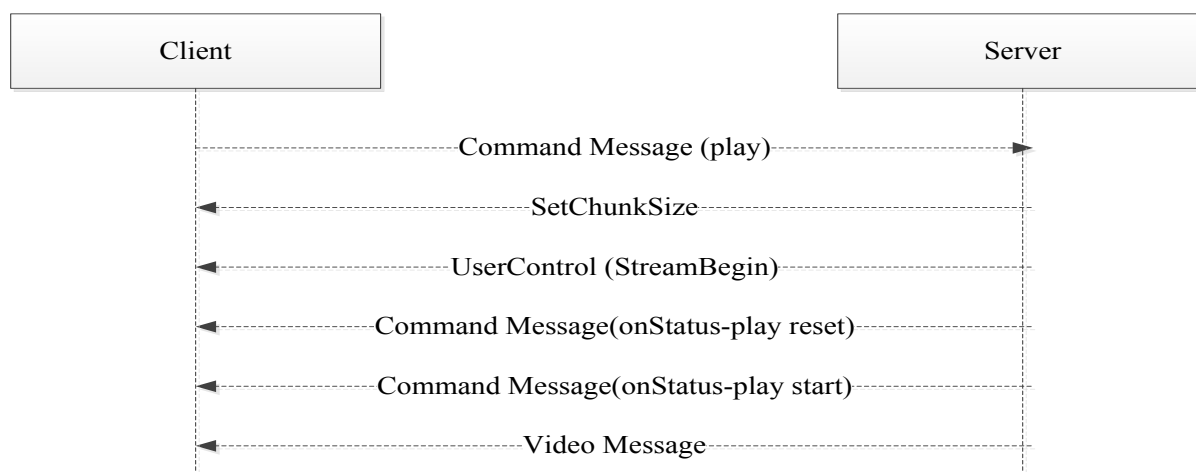 Client
Server
Command Message (play)
SetChunkSize
UserControl (StreamBegin)
Command Message(onStatus-play reset)
Command Message(onStatus-play start)
Video Message